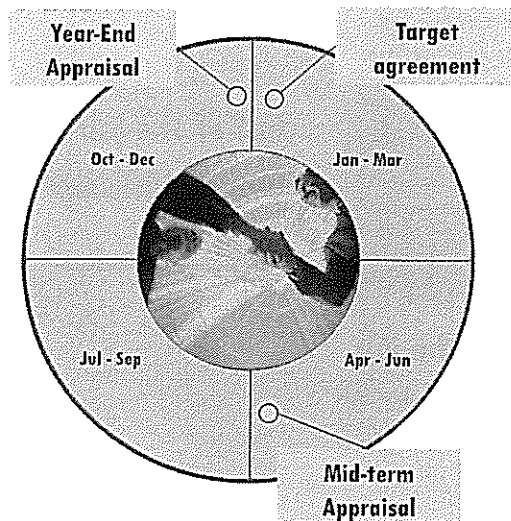 Year-End
Appraisal
Target
agreement
Oct - Dec
Jan - Mar
Jul - Sep
Apr - Jun
Mid-term
Appraisal